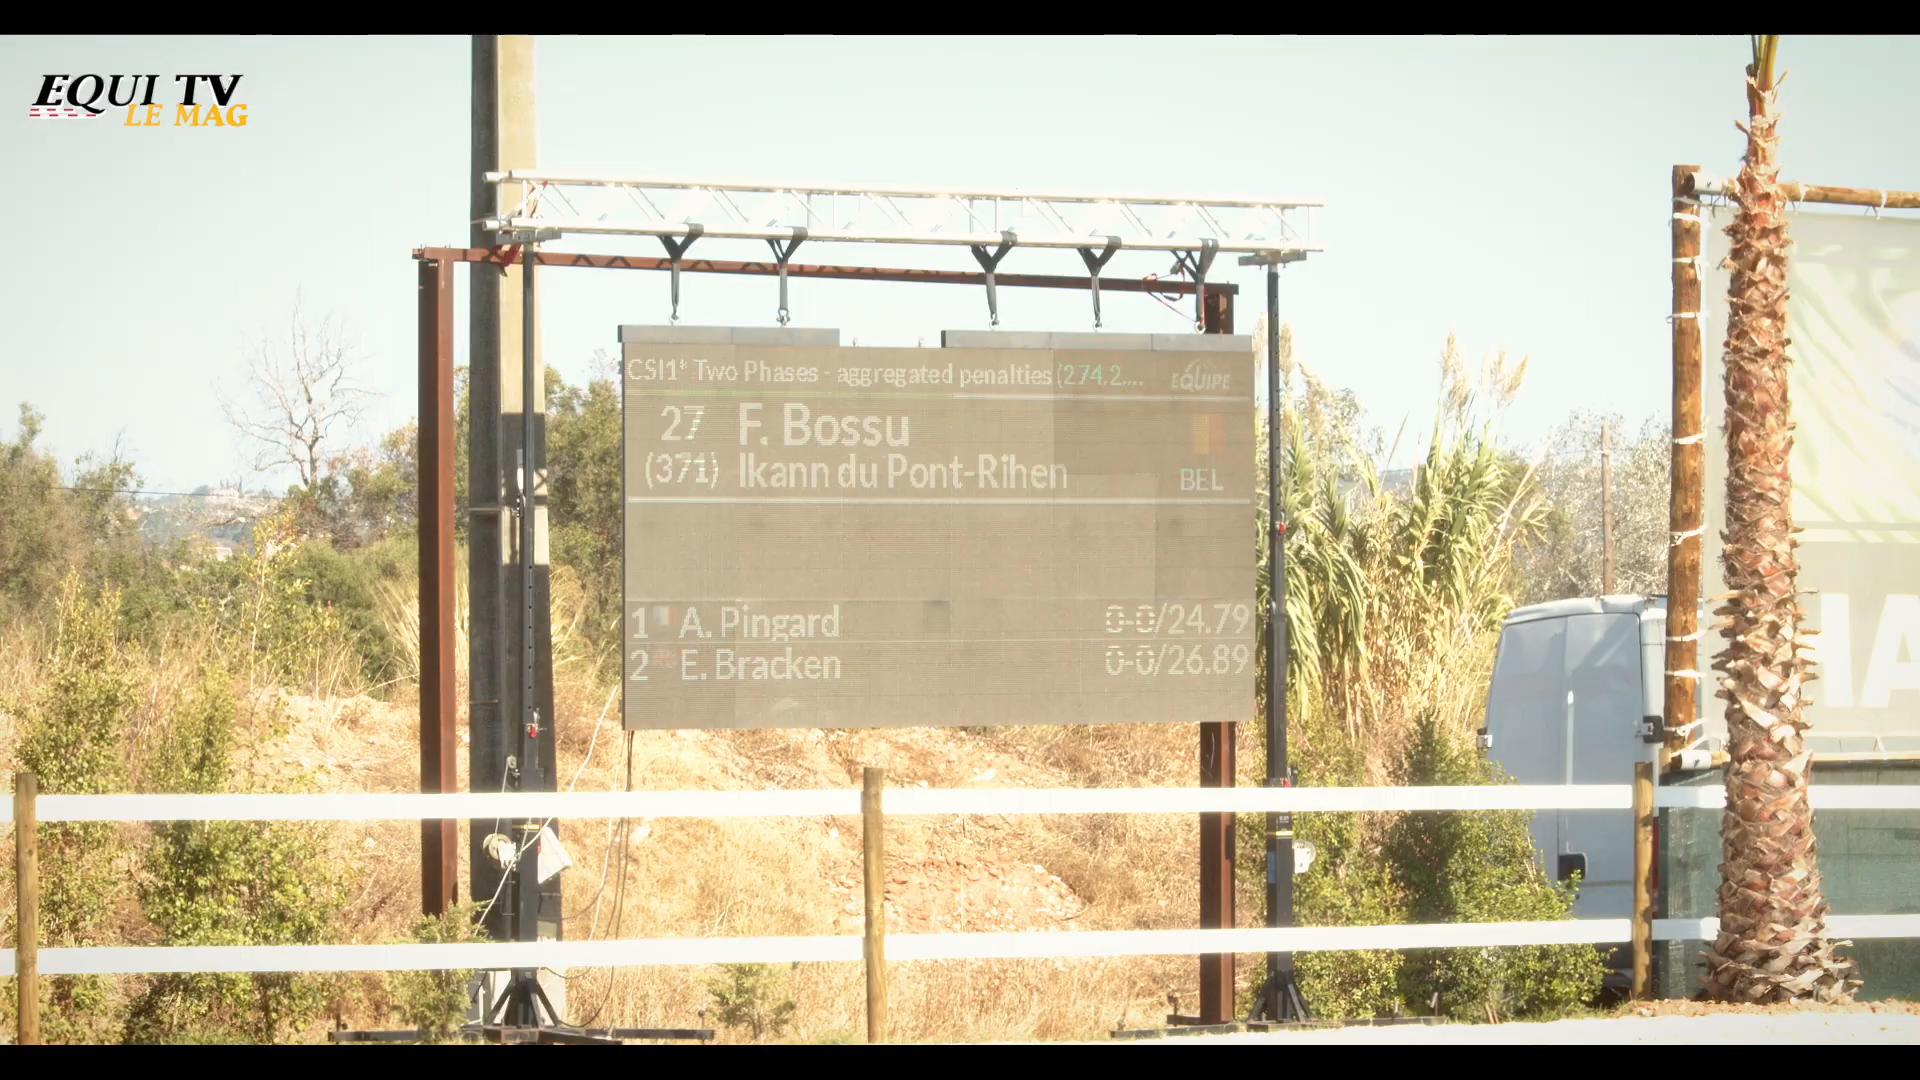 EQUI TV
LE MAG
CSI1* Two Phases - aggregated penalties (274.2,...
EQUIPE
27 F. Bossu
(371) Ikann du Pont-Rihen BEL
1 A. Pingard 0-0/24.79
2 E. Bracken 0-0/26.89
HA